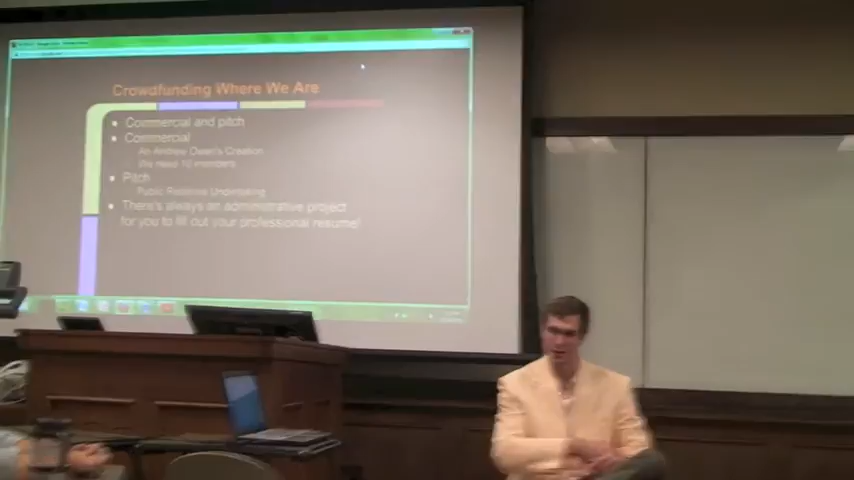 Crowdfunding Where We Are
Commercial and pitch
Commercial
An Andrew Dean's Creation
We Need 10 members
Pitch
Public Relations Undertaking
There's always an administrative project
for you to fill out your professional resume!